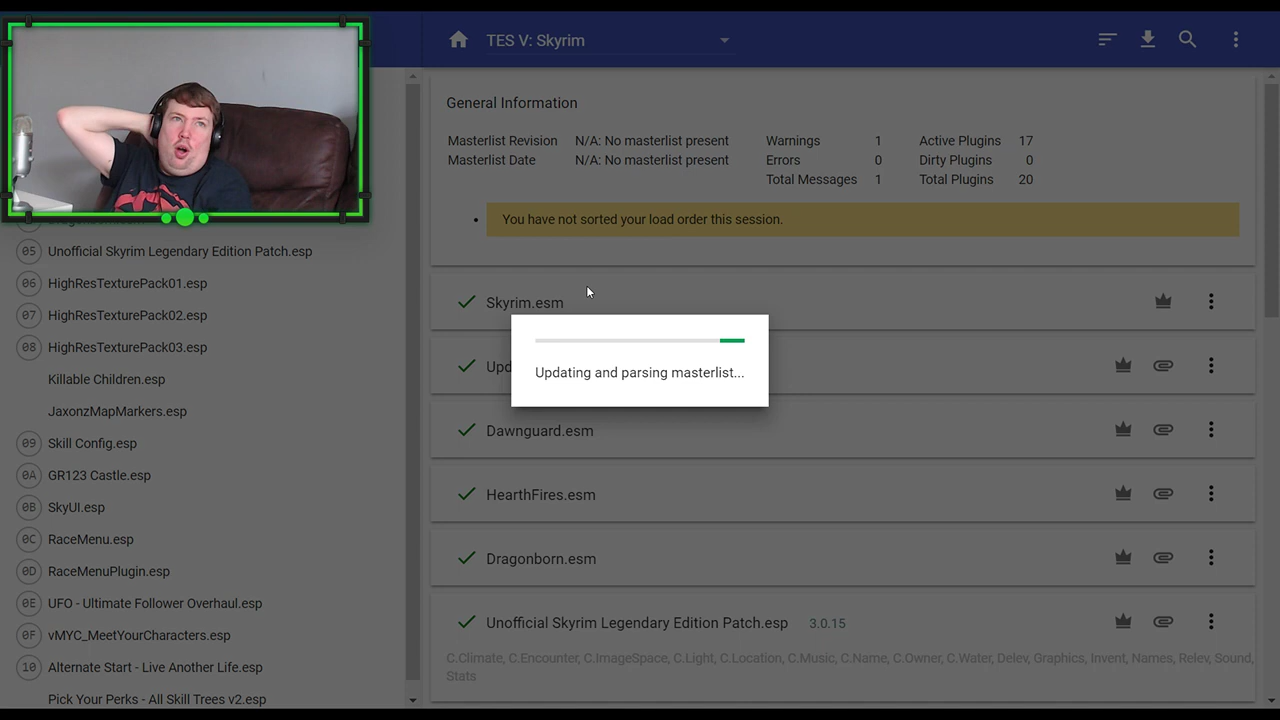 TES V: Skyrim
General Information
Masterlist Revision N/A: No masterlist present Warnings 1 Active Plugins 17
Masterlist Date N/A: No masterlist present Errors 0 Dirty Plugins 0
Total Messages 1 Total Plugins 20
You have not sorted your load order this session.
05 Unofficial Skyrim Legendary Edition Patch.esp
06 HighResTexturePack01.esp
07 HighResTexturePack02.esp
08 HighResTexturePack03.esp
Killable Children.esp
JaxonzMapMarkers.esp
09 Skill Config.esp
0A GR123 Castle.esp
0B SkyUI.esp
0C RaceMenu.esp
0D RaceMenuPlugin.esp
0E UFO - Ultimate Follower Overhaul.esp
0F vMYC_MeetYourCharacters.esp
10 Alternate Start - Live Another Life.esp
Pick Your Perks - All Skill Trees v2.esp
Skyrim.esm
Updating and parsing masterlist...
Dawnguard.esm
HearthFires.esm
Dragonborn.esm
Unofficial Skyrim Legendary Edition Patch.esp 3.0.15
C.Climate, C.Encounter, C.ImageSpace, C.Light, C.Location, C.Music, C.Name, C.Owner, C.Water, Delev, Graphics, Invent, Names, Relev, Sound,
Stats